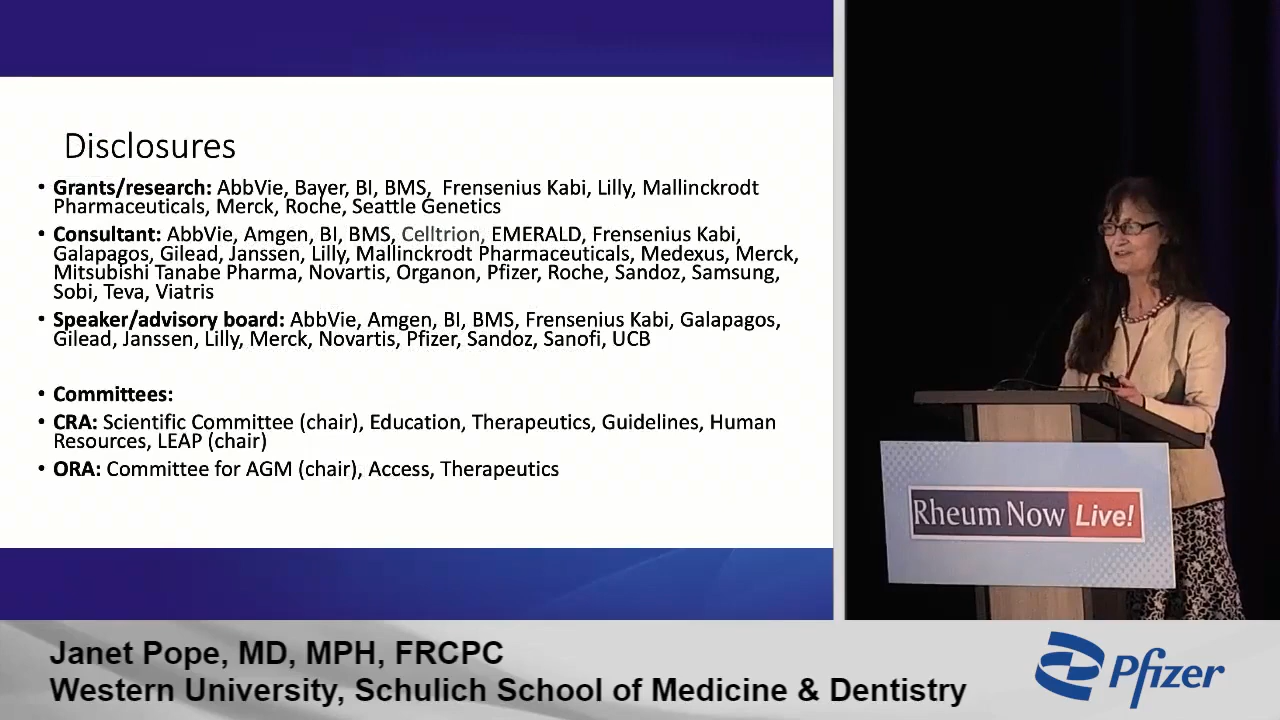 Disclosures
• Grants/research: AbbVie, Bayer, BI, BMS, Frensenius Kabi, Lilly, Mallinckrodt
Pharmaceuticals, Merck, Roche, Seattle Genetics
• Consultant: AbbVie, Amgen, BI, BMS, Celltrion, EMERALD, Frensenius Kabi,
Galapagos, Gilead, Janssen, Lilly, Mallinckrodt Pharmaceuticals, Medexus, Merck,
Mitsubishi Tanabe Pharma, Novartis, Organon, Pfizer, Roche, Sandoz, Samsung,
Sobi, Teva, Viatris
• Speaker/advisory board: AbbVie, Amgen, BI, BMS, Frensenius Kabi, Galapagos,
Gilead, Janssen, Lilly, Merck, Novartis, Pfizer, Sandoz, Sanofi, UCB
• Committees:
• CRA: Scientific Committee (chair), Education, Therapeutics, Guidelines, Human
Resources, LEAP (chair)
• ORA: Committee for AGM (chair), Access, Therapeutics
Rheum Now Live!
Janet Pope, MD, MPH, FRCPC
Western University, Schulich School of Medicine & Dentistry
Pfizer